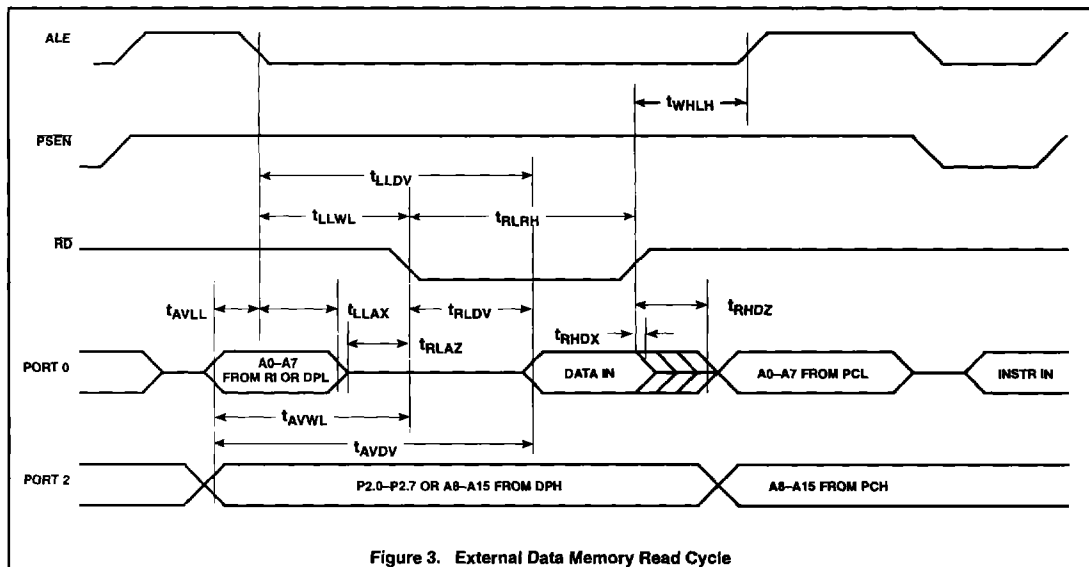 ALE
tWHLH
PSEN
tLLDV
tLLWL
tRLRH
RD
tAVLL
tLLAX
tRLDV
tRHDZ
tRLAZ
tRHDX
PORT 0
A0–A7
FROM RI OR DPL
DATA IN
A0–A7 FROM PCL
INSTR IN
tAVWL
tAVDV
PORT 2
P2.0–P2.7 OR A8–A15 FROM DPH
A8–A15 FROM PCH
Figure 3. External Data Memory Read Cycle